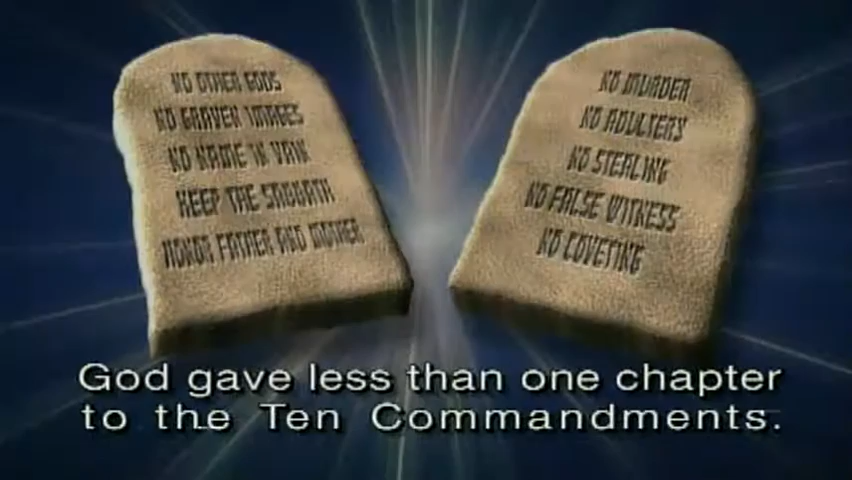 NO OTHER GODS
NO GRAVEN IMAGES
NO NAME IN VAIN
KEEP THE SABBATH
HONOR FATHER AND MOTHER
NO MURDER
NO ADULTERY
NO STEALING
NO FALSE WITNESS
NO COVETING
God gave less than one chapter
to the Ten Commandments.